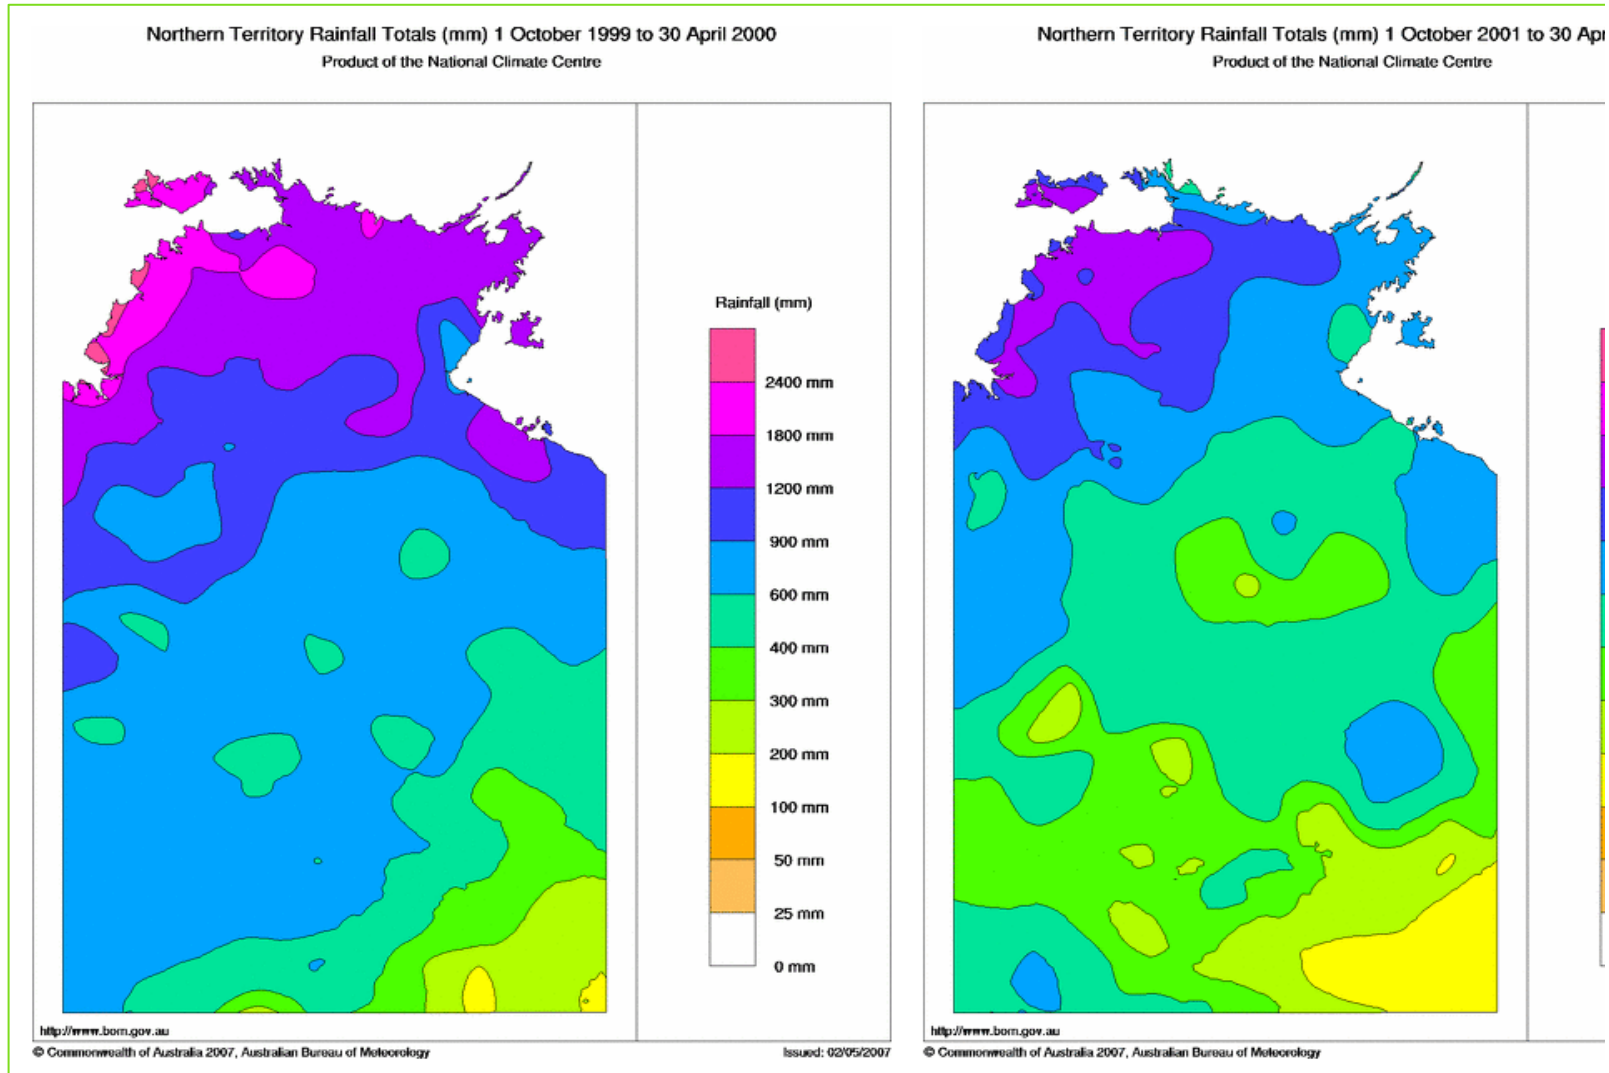 Northern Territory Rainfall Totals (mm) 1 October 1999 to 30 April 2000
Product of the National Climate Centre
Rainfall (mm)
2400 mm
1800 mm
1200 mm
900 mm
600 mm
400 mm
300 mm
200 mm
100 mm
50 mm
25 mm
0 mm
http://www.bom.gov.au
© Commonwealth of Australia 2007, Australian Bureau of Meteorology
Issued: 02/05/2007
Northern Territory Rainfall Totals (mm) 1 October 2001 to 30 Apr
Product of the National Climate Centre
http://www.bom.gov.au
© Commonwealth of Australia 2007, Australian Bureau of Meteorology